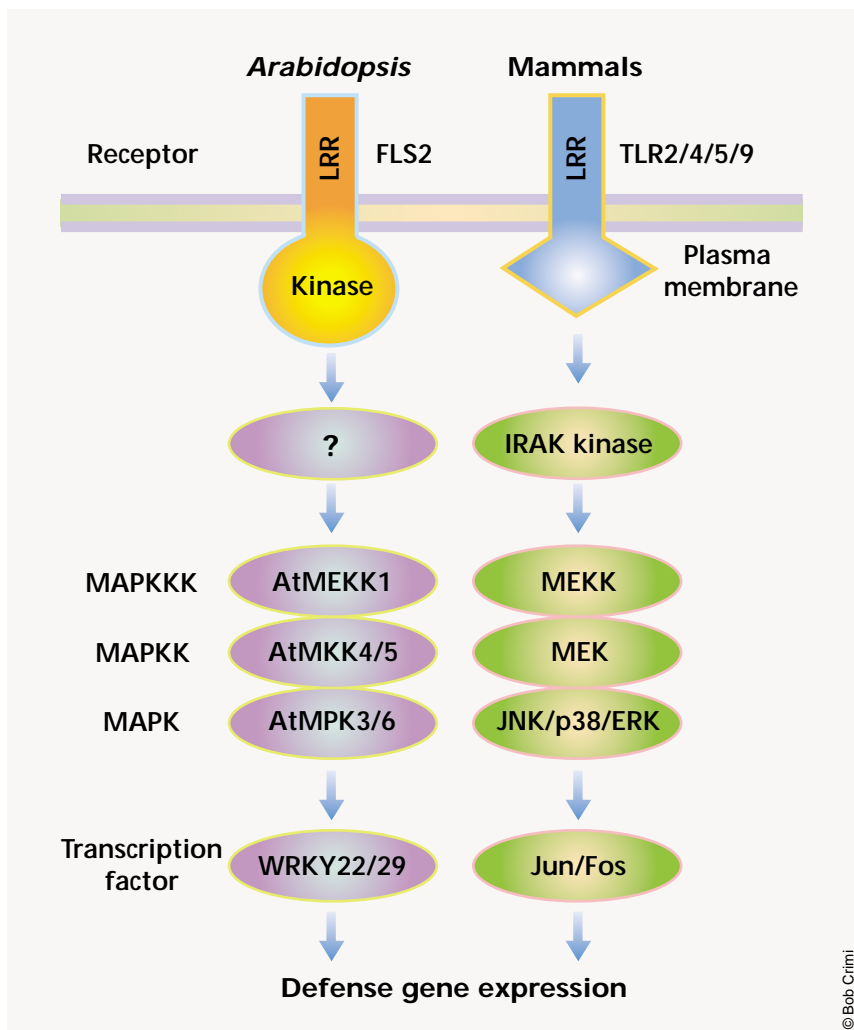 Arabidopsis
Mammals
Receptor
LRR
FLS2
LRR
TLR2/4/5/9
Kinase
Plasma
membrane
?
IRAK kinase
MAPKKK
AtMEKK1
MEKK
MAPKK
AtMKK4/5
MEK
MAPK
AtMPK3/6
JNK/p38/ERK
Transcription
factor
WRKY22/29
Jun/Fos
Defense gene expression
© Bob Crimi